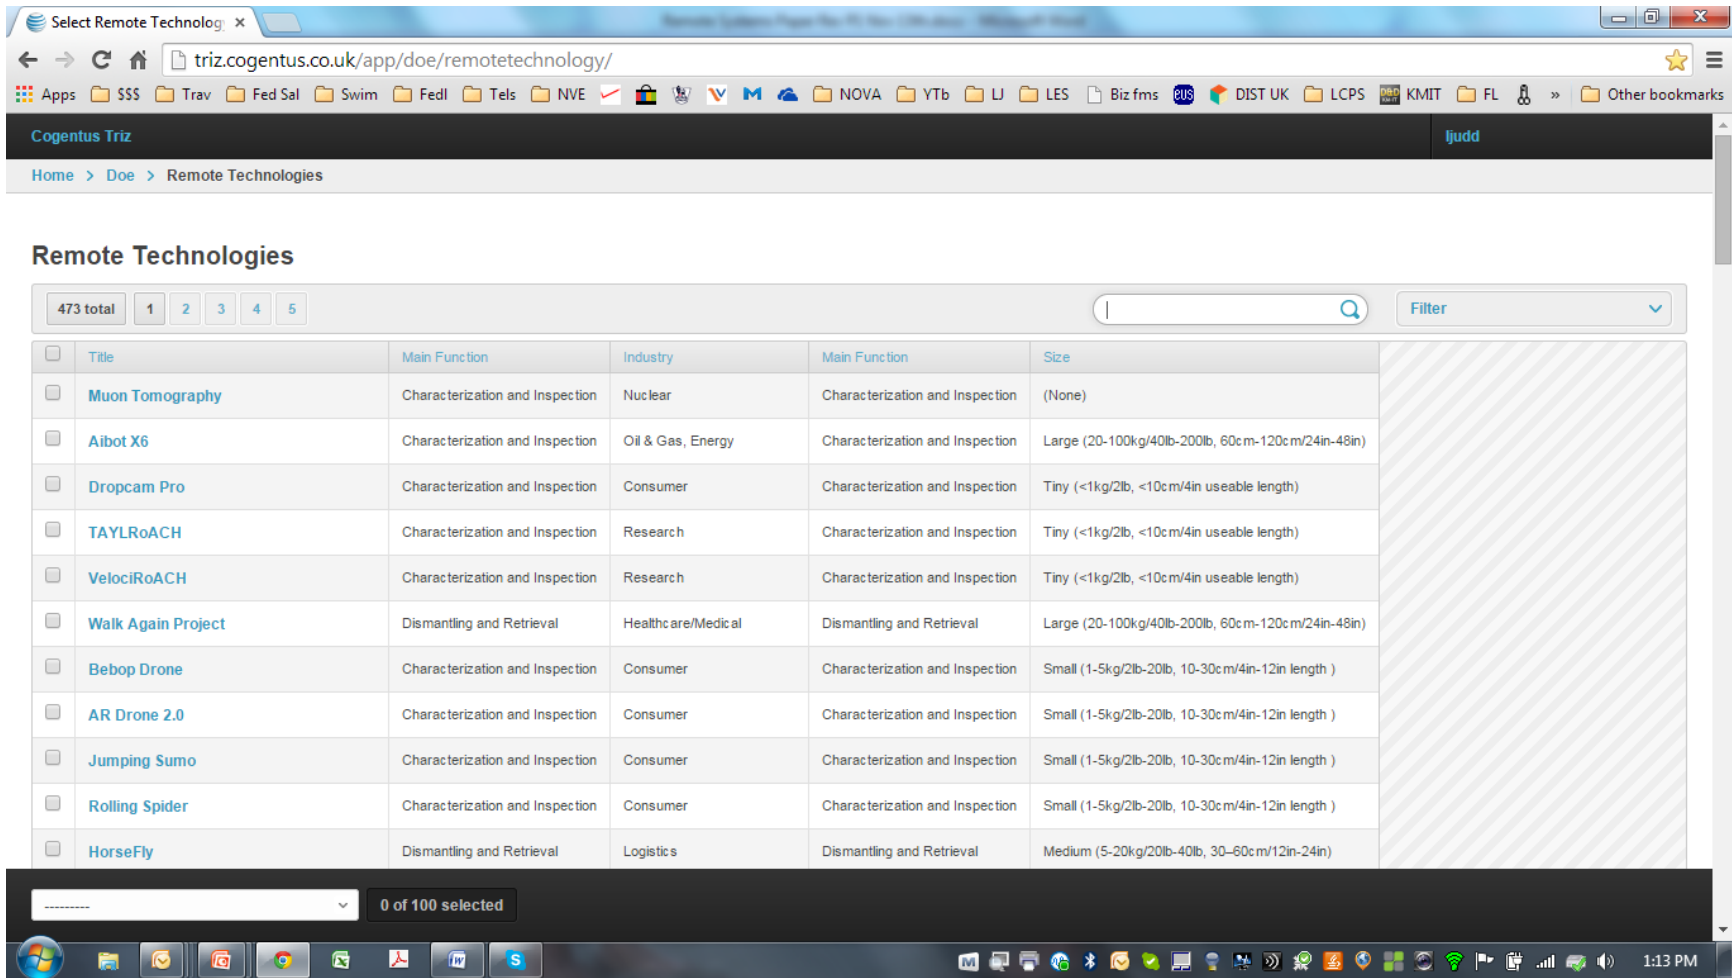 Select Remote Technolog
triz.cogentus.co.uk/app/doe/remotetechnology/
Apps $$$ Trav Fed Sal Swim Fedl Tels NVE NOVA YTb LJ LES Biz fms eus DIST UK LCPS KMIT FL » Other bookmarks
Cogentus Triz ljudd
Home > Doe > Remote Technologies
Remote Technologies
473 total 1 2 3 4 5 Filter
Title Main Function Industry Main Function Size
Muon Tomography Characterization and Inspection Nuclear Characterization and Inspection (None)
Aibot X6 Characterization and Inspection Oil & Gas, Energy Characterization and Inspection Large (20-100kg/40lb-200lb, 60cm-120cm/24in-48in)
Dropcam Pro Characterization and Inspection Consumer Characterization and Inspection Tiny (<1kg/2lb, <10cm/4in useable length)
TAYLRoACH Characterization and Inspection Research Characterization and Inspection Tiny (<1kg/2lb, <10cm/4in useable length)
VelociRoACH Characterization and Inspection Research Characterization and Inspection Tiny (<1kg/2lb, <10cm/4in useable length)
Walk Again Project Dismantling and Retrieval Healthcare/Medical Dismantling and Retrieval Large (20-100kg/40lb-200lb, 60cm-120cm/24in-48in)
Bebop Drone Characterization and Inspection Consumer Characterization and Inspection Small (1-5kg/2lb-20lb, 10-30cm/4in-12in length )
AR Drone 2.0 Characterization and Inspection Consumer Characterization and Inspection Small (1-5kg/2lb-20lb, 10-30cm/4in-12in length )
Jumping Sumo Characterization and Inspection Consumer Characterization and Inspection Small (1-5kg/2lb-20lb, 10-30cm/4in-12in length )
Rolling Spider Characterization and Inspection Consumer Characterization and Inspection Small (1-5kg/2lb-20lb, 10-30cm/4in-12in length )
HorseFly Dismantling and Retrieval Logistics Dismantling and Retrieval Medium (5-20kg/20lb-40lb, 30–60cm/12in-24in)
--------- 0 of 100 selected
1:13 PM